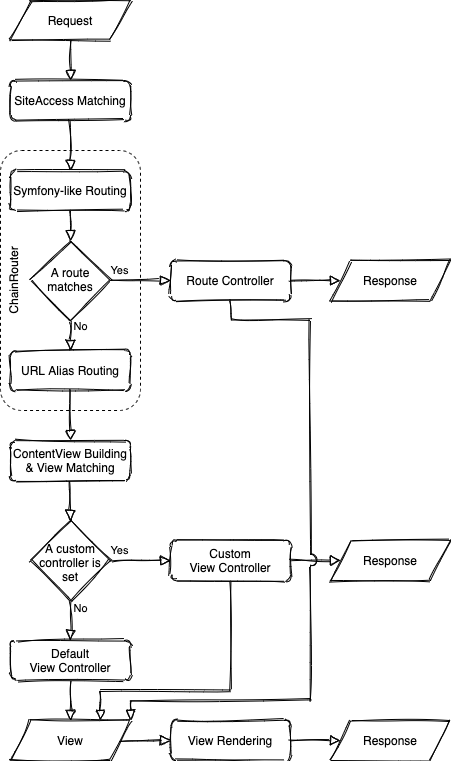 Request
SiteAccess Matching
ChainRouter
Symfony-like Routing
A route
matches
Yes
Route Controller
Response
No
URL Alias Routing
ContentView Building
& View Matching
A custom
controller is
set
Yes
Custom
View Controller
Response
No
Default
View Controller
View
View Rendering
Response